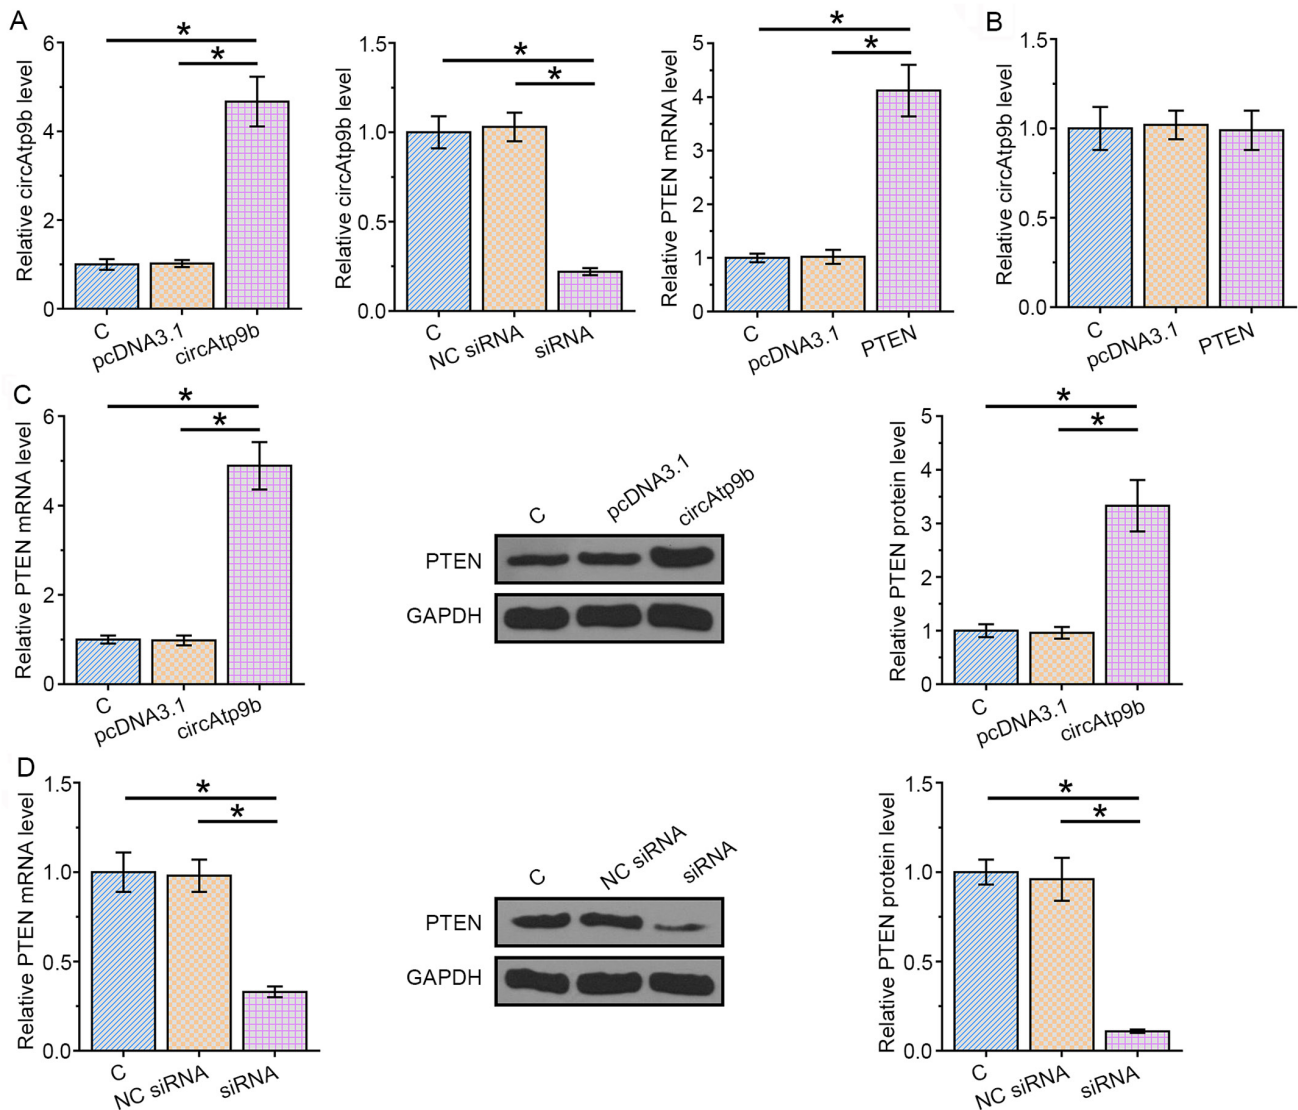 A
*
*
Relative circAtp9b level
6
4
2
0
C
pcDNA3.1
circAtp9b
*
*
Relative circAtp9b level
1.5
1.0
0.5
0.0
C
NC siRNA
siRNA
*
*
Relative PTEN mRNA level
5
4
3
2
1
0
C
pcDNA3.1
PTEN
B
Relative circAtp9b level
1.5
1.0
0.5
0.0
C
pcDNA3.1
PTEN
C
*
*
Relative PTEN mRNA level
6
4
2
0
C
pcDNA3.1
circAtp9b
C
pcDNA3.1
circAtp9b
PTEN
GAPDH
*
*
Relative PTEN protein level
5
4
3
2
1
0
C
pcDNA3.1
circAtp9b
D
*
*
Relative PTEN mRNA level
1.5
1.0
0.5
0.0
C
NC siRNA
siRNA
C
NC siRNA
siRNA
PTEN
GAPDH
*
*
Relative PTEN protein level
1.5
1.0
0.5
0.0
C
NC siRNA
siRNA